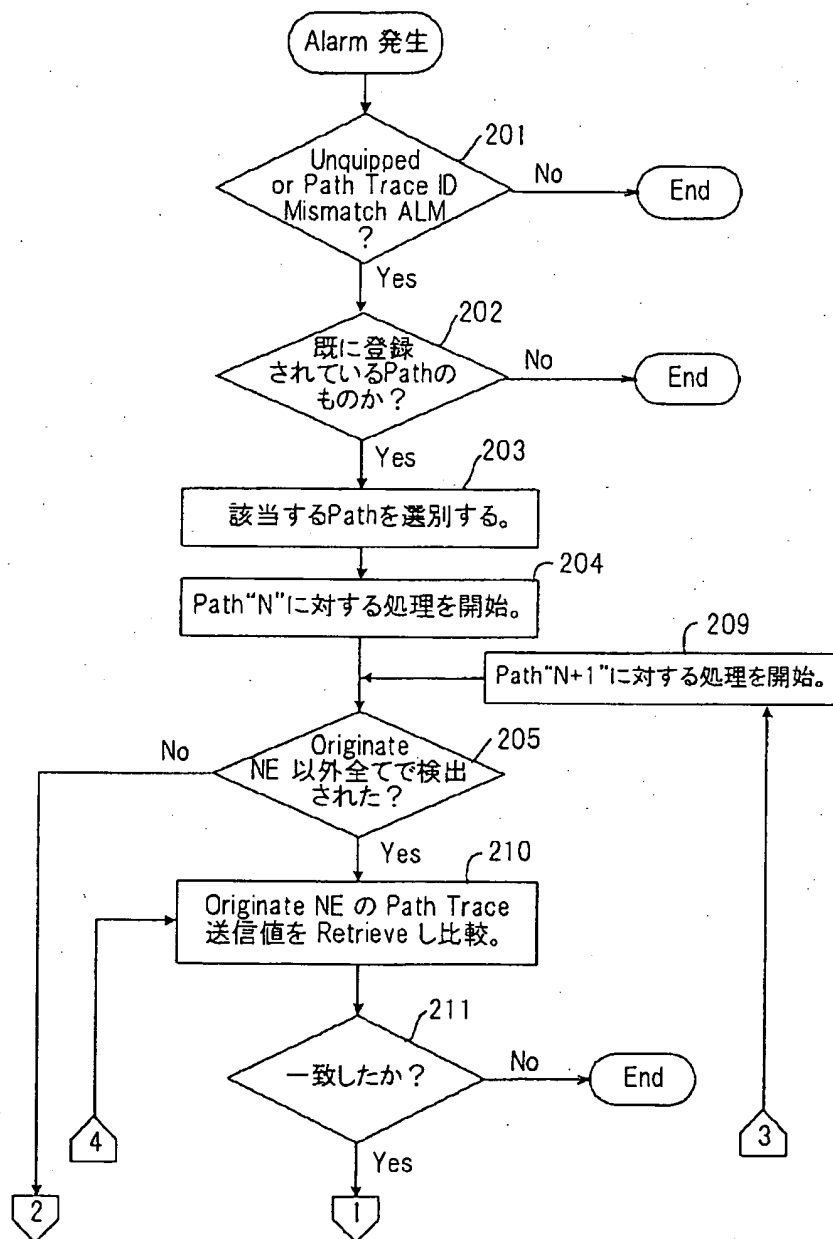 Alarm 発生
201
Unquipped
or Path Trace ID
Mismatch ALM
?
No
End
Yes
202
既に登録
されているPathの
ものか？
No
End
Yes
203
該当するPathを選別する。
204
Path“N”に対する処理を開始。
209
Path“N+1”に対する処理を開始。
No
Originate
NE 以外全てで検出
された？
205
Yes
210
Originate NE の Path Trace
送信値を Retrieve し比較。
211
一致したか？
No
End
4
3
Yes
2
1